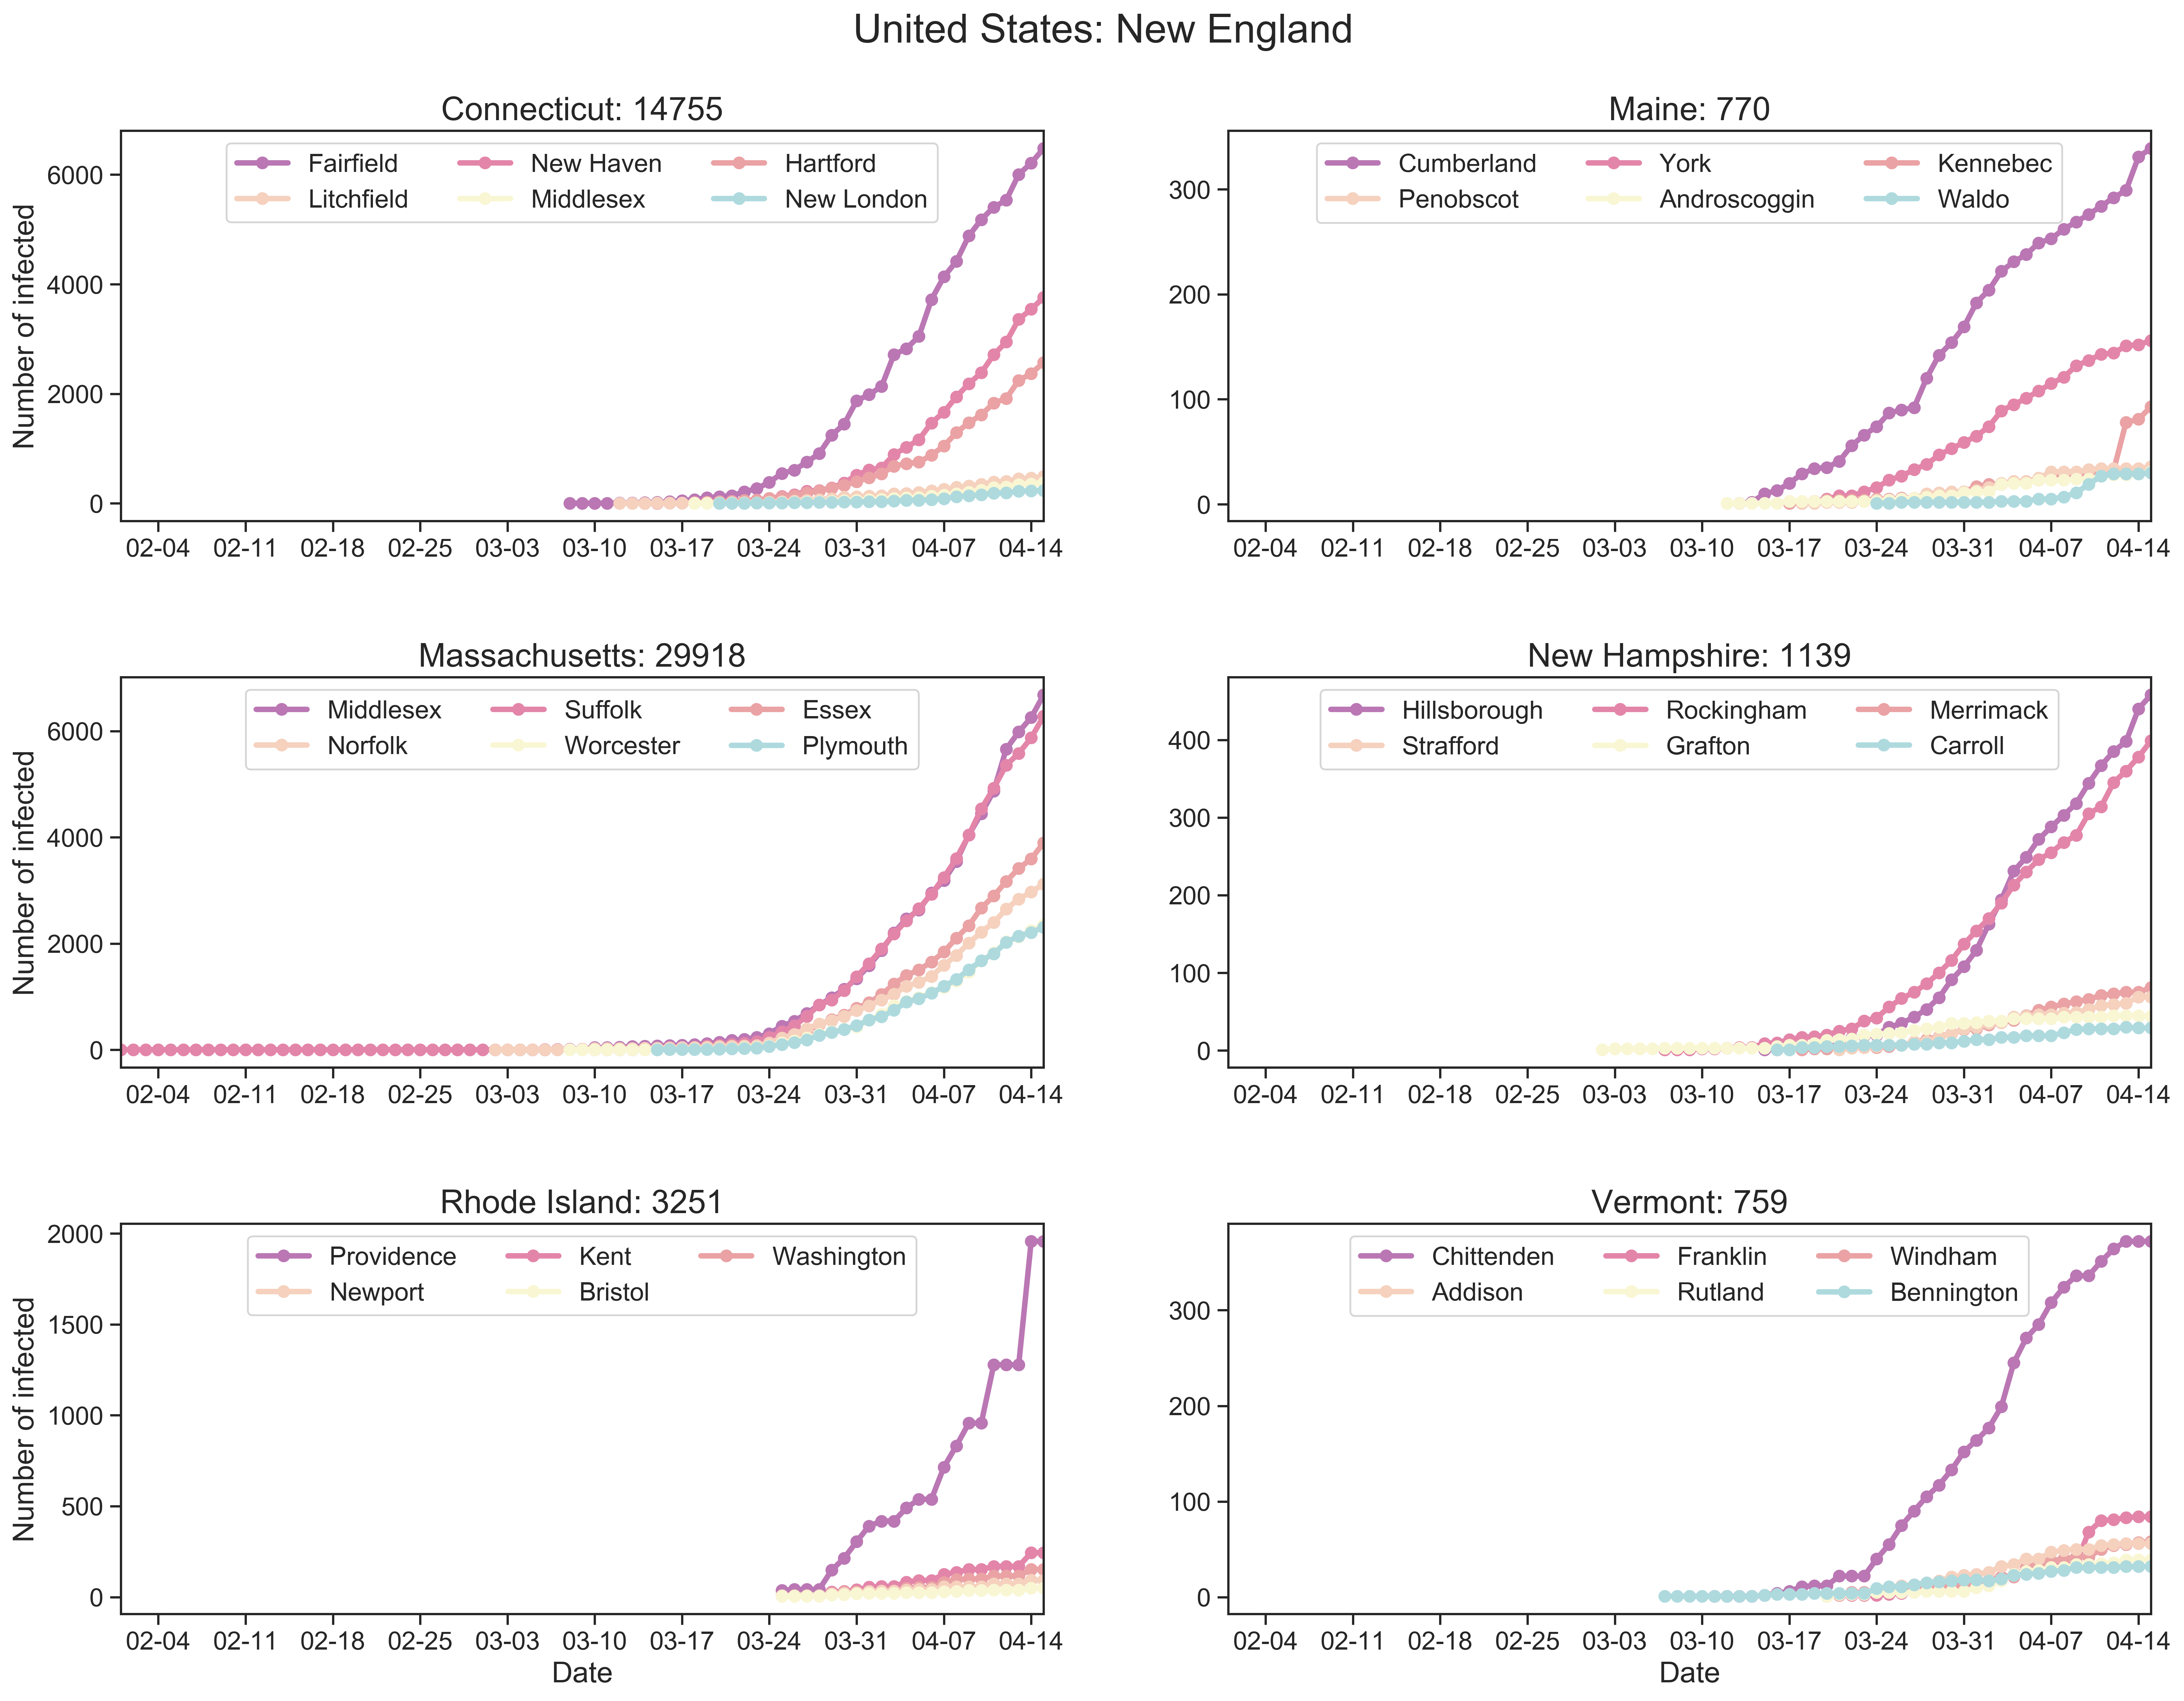 United States: New England
Connecticut: 14755
Fairfield New Haven Hartford
Litchfield Middlesex New London
Number of infected
6000
4000
2000
0
02-04 02-11 02-18 02-25 03-03 03-10 03-17 03-24 03-31 04-07 04-14
Maine: 770
Cumberland York Kennebec
Penobscot Androscoggin Waldo
300
200
100
0
02-04 02-11 02-18 02-25 03-03 03-10 03-17 03-24 03-31 04-07 04-14
Massachusetts: 29918
Middlesex Suffolk Essex
Norfolk Worcester Plymouth
Number of infected
6000
4000
2000
0
02-04 02-11 02-18 02-25 03-03 03-10 03-17 03-24 03-31 04-07 04-14
New Hampshire: 1139
Hillsborough Rockingham Merrimack
Strafford Grafton Carroll
400
300
200
100
0
02-04 02-11 02-18 02-25 03-03 03-10 03-17 03-24 03-31 04-07 04-14
Rhode Island: 3251
Providence Kent Washington
Newport Bristol
Number of infected
2000
1500
1000
500
0
02-04 02-11 02-18 02-25 03-03 03-10 03-17 03-24 03-31 04-07 04-14
Date
Vermont: 759
Chittenden Franklin Windham
Addison Rutland Bennington
300
200
100
0
02-04 02-11 02-18 02-25 03-03 03-10 03-17 03-24 03-31 04-07 04-14
Date